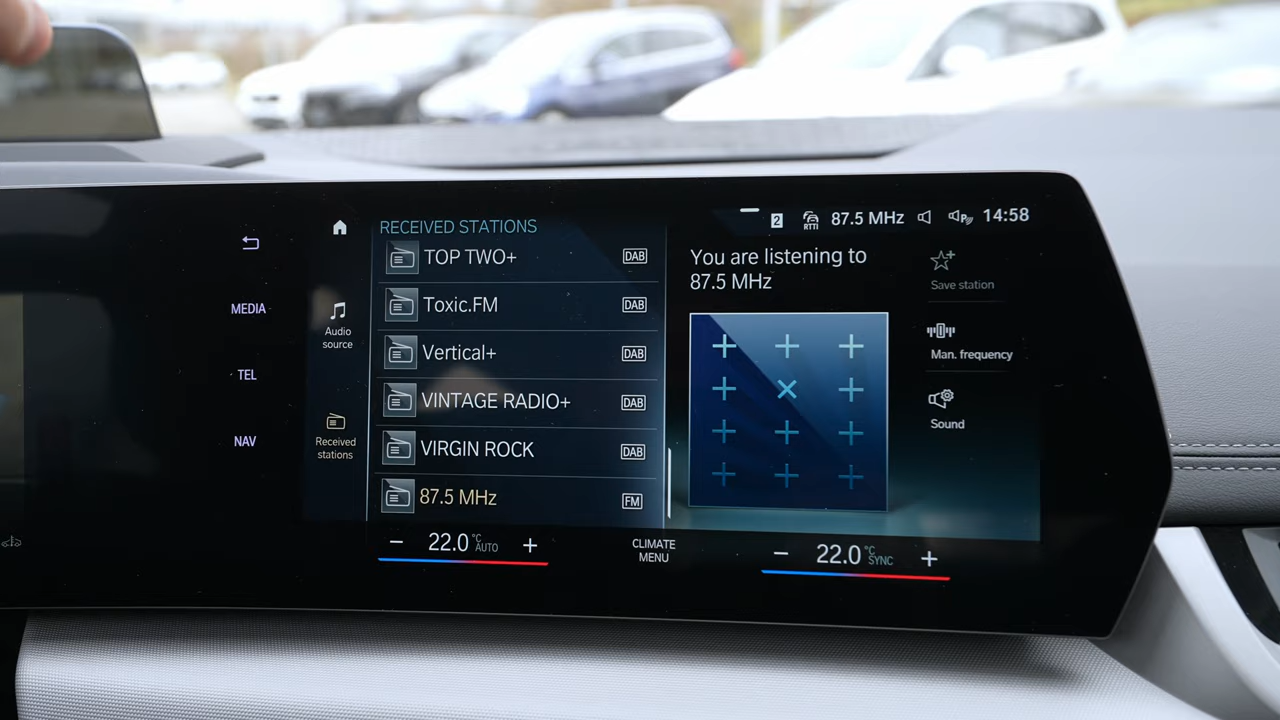 2
RTTI
87.5 MHz
P
14:58
MEDIA
TEL
NAV
Audio
source
Received
stations
RECEIVED STATIONS
TOP TWO+
DAB
Toxic.FM
DAB
Vertical+
DAB
VINTAGE RADIO+
DAB
VIRGIN ROCK
DAB
87.5 MHz
FM
You are listening to
87.5 MHz
Save station
Man. frequency
Sound
− 22.0 °C AUTO +
CLIMATE
MENU
− 22.0 °C SYNC +